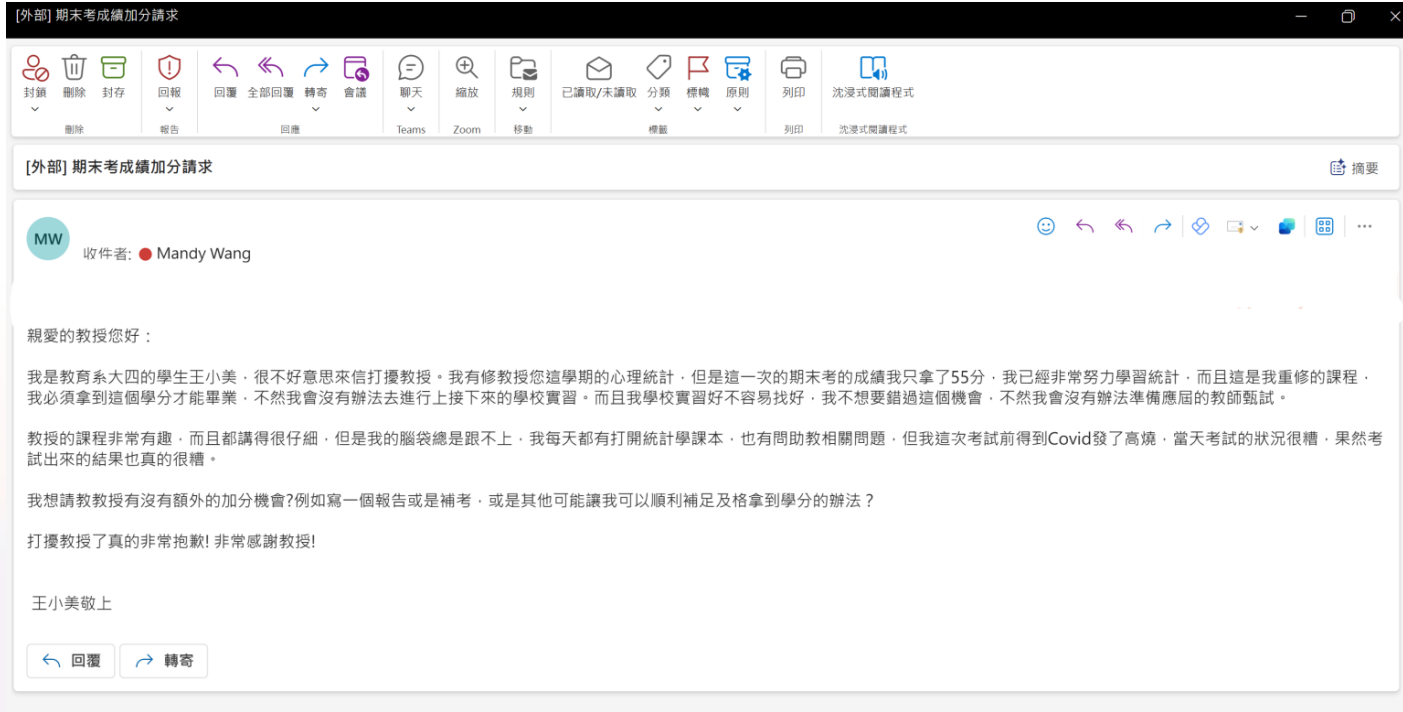 [外部] 期末考成績加分請求
封鎖 刪除 封存 回報 回覆 全部回覆 轉寄 會議 聊天 縮放 規則 已讀取/未讀取 分類 標幟 原則 列印 沈浸式閱讀程式
刪除 報告 回應 Teams Zoom 移動 標籤 列印 沈浸式閱讀程式
[外部] 期末考成績加分請求 摘要
MW
收件者: Mandy Wang
親愛的教授您好：
我是教育系大四的學生王小美，很不好意思來信打擾教授。我有修教授您這學期的心理統計，但是這一次的期末考的成績我只拿了55分，我已經非常努力學習統計，而且這是我重修的課程，
我必須拿到這個學分才能畢業，不然我會沒有辦法去進行上接下來的學校實習。而且我學校實習好不容易找好，我不想要錯過這個機會，不然我會沒有辦法準備應屆的教師甄試。
教授的課程非常有趣，而且都講得很仔細，但是我的腦袋總是跟不上，我每天都有打開統計學課本，也有問助教相關問題，但我這次考試前得到Covid發了高燒，當天考試的狀況很糟，果然考
試出來的結果也真的很糟。
我想請教教授有沒有額外的加分機會?例如寫一個報告或是補考，或是其他可能讓我可以順利補足及格拿到學分的辦法？
打擾教授了真的非常抱歉! 非常感謝教授!
王小美敬上
回覆 轉寄